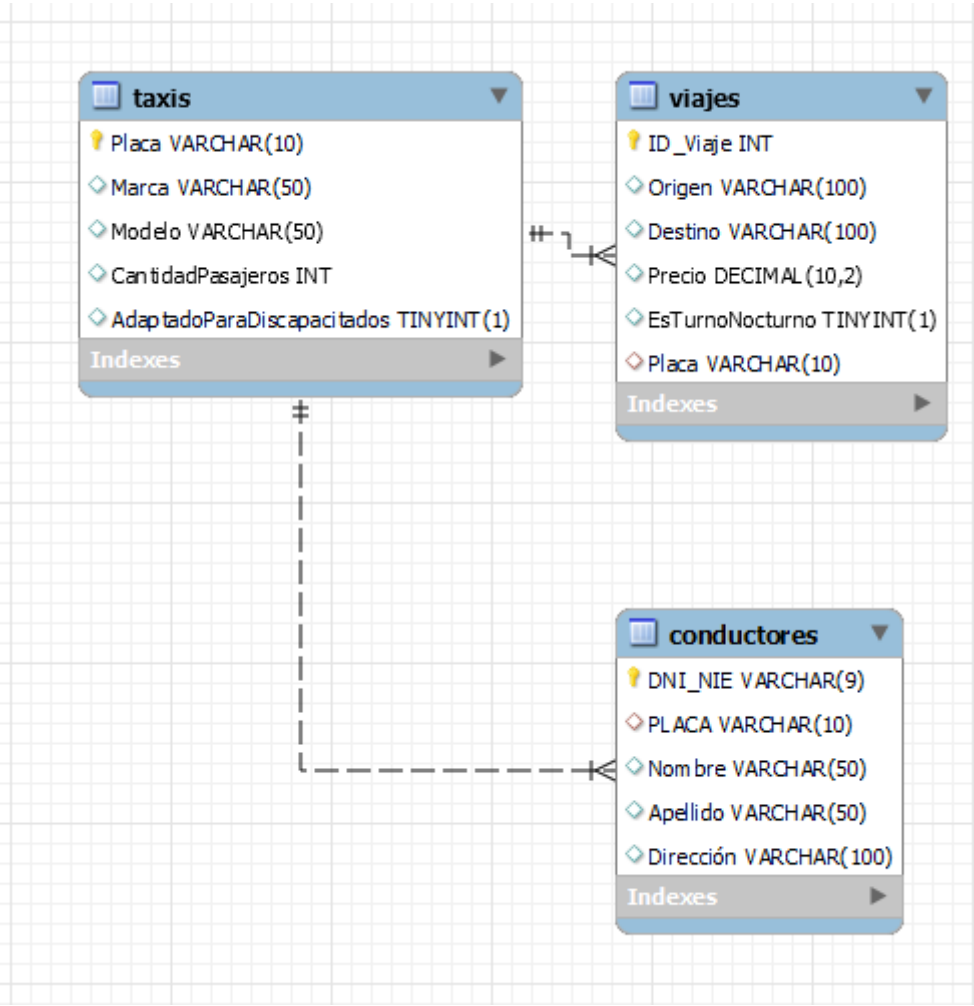 taxis
Placa VARCHAR(10)
Marca VARCHAR(50)
Modelo VARCHAR(50)
CantidadPasajeros INT
AdaptadoParaDiscapacitados TINYINT(1)
Indexes
viajes
ID_Viaje INT
Origen VARCHAR(100)
Destino VARCHAR(100)
Precio DECIMAL(10,2)
EsTurnoNocturno TINYINT(1)
Placa VARCHAR(10)
Indexes
conductores
DNI_NIE VARCHAR(9)
PLACA VARCHAR(10)
Nombre VARCHAR(50)
Apellido VARCHAR(50)
Dirección VARCHAR(100)
Indexes